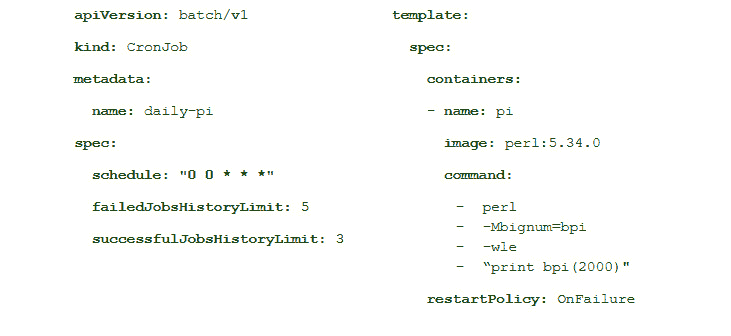 apiVersion: batch/v1
kind: CronJob
metadata:
  name: daily-pi
spec:
  schedule: "0 0 * * *"
  failedJobsHistoryLimit: 5
  successfulJobsHistoryLimit: 3
template:
  spec:
    containers:
    - name: pi
      image: perl:5.34.0
      command:
        - perl
        - -Mbignum=bpi
        - -wle
        - “print bpi(2000)"
    restartPolicy: OnFailure